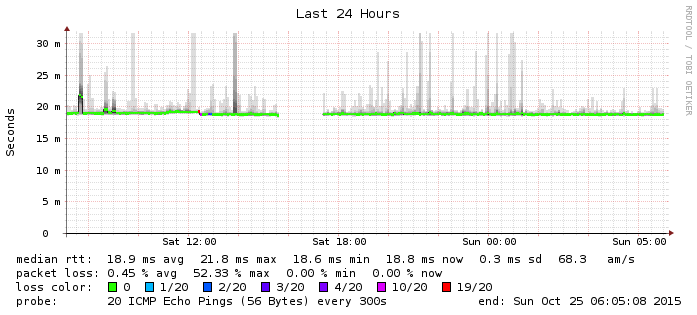 Last 24 Hours
RRDTOOL / TOBI OETIKER
Seconds
30 m
25 m
20 m
15 m
10 m
5 m
0
Sat 12:00 Sat 18:00 Sun 00:00 Sun 05:00
median rtt: 18.9 ms avg 21.8 ms max 18.6 ms min 18.8 ms now 0.3 ms sd 68.3 am/s
packet loss: 0.45 % avg 52.33 % max 0.00 % min 0.00 % now
loss color: 0 1/20 2/20 3/20 4/20 10/20 19/20
probe: 20 ICMP Echo Pings (56 Bytes) every 300s end: Sun Oct 25 06:05:08 2015